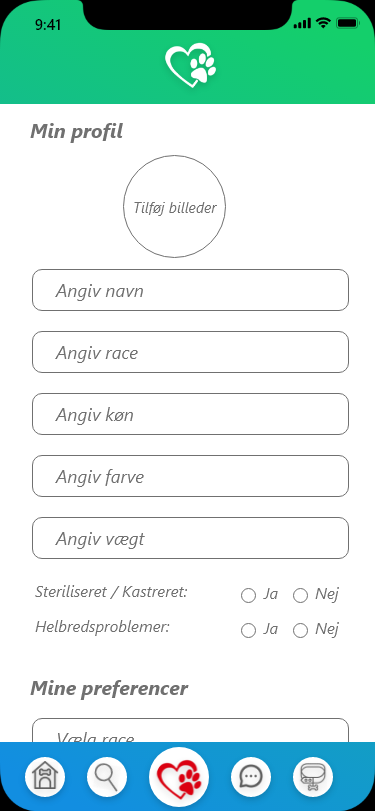 9:41
Min profil
Tilføj billeder
Angiv navn
Angiv race
Angiv køn
Angiv farve
Angiv vægt
Steriliseret / Kastreret: Ja Nej
Helbredsproblemer: Ja Nej
Mine preferencer
Vælg race